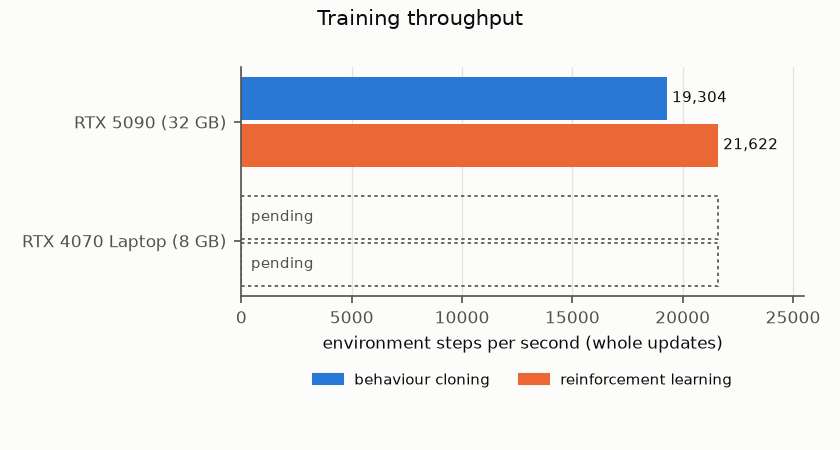 Training throughput
RTX 5090 (32 GB)
19,304
21,622
RTX 4070 Laptop (8 GB)
pending
pending
0 5000 10000 15000 20000 25000
environment steps per second (whole updates)
behaviour cloning reinforcement learning